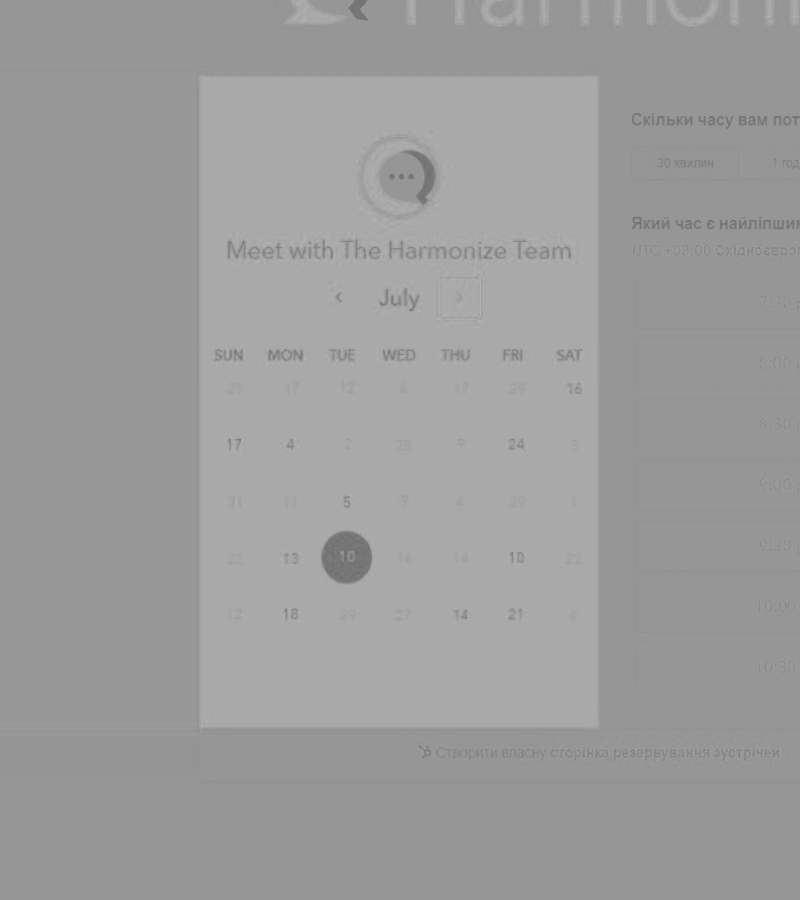 Harmoni
Meet with The Harmonize Team
July
SUN MON TUE WED THU FRI SAT
29 17 12 6 17 29 16
17 4 2 28 9 24 3
31 11 5 9 4 29 1
22 13 10 16 14 10 22
12 18 29 27 14 21 4
Скільки часу вам пот
30 хвилин 1 год
Який час є найліпшим
UTC +03:00 Східноєвроп
7:30
8:00
8:30
9:00
9:30
10:00
10:30
Створити власну сторінка резервування зустрічей